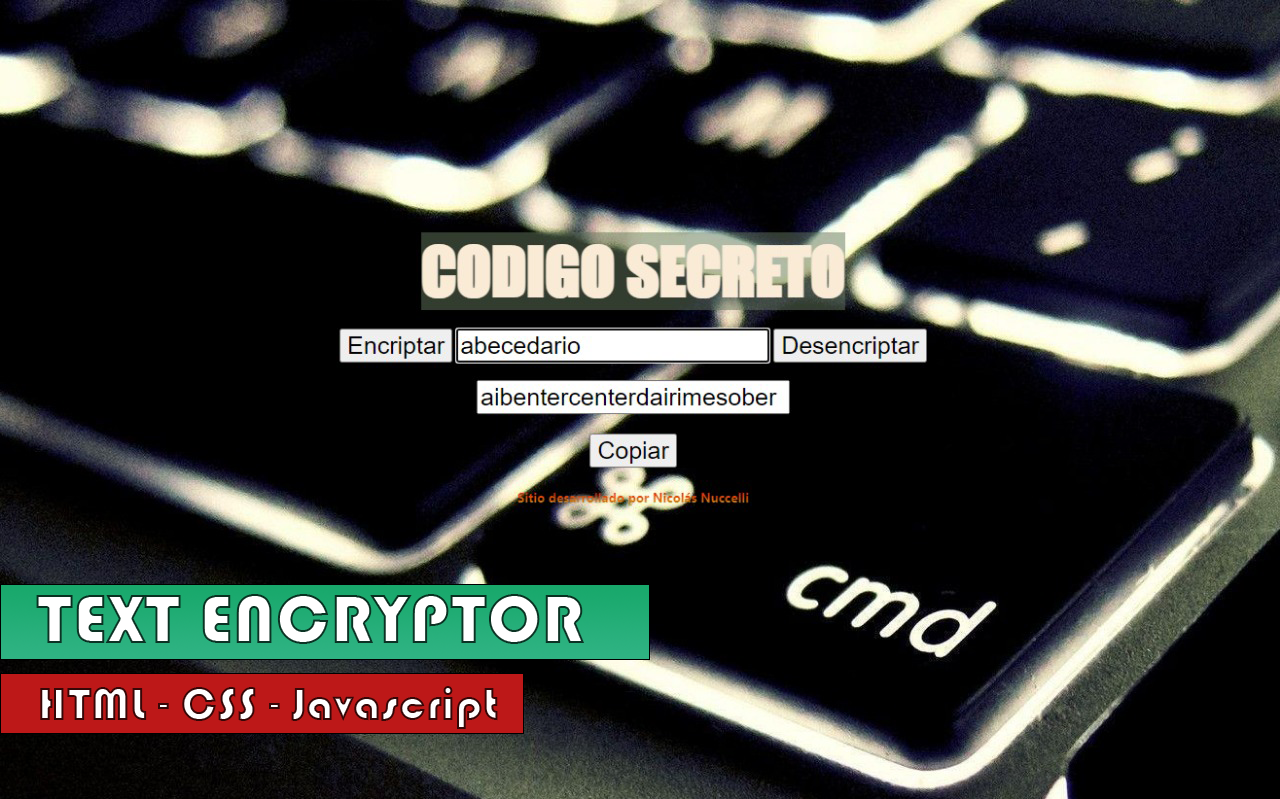 CODIGO SECRETO
Encriptar abecedario Desencriptar
aibentercenterdairimesober
Copiar
Sitio desarrollado por Nicolás Nuccelli
cmd
TEXT ENCRYPTOR
HTML - CSS - Javascript